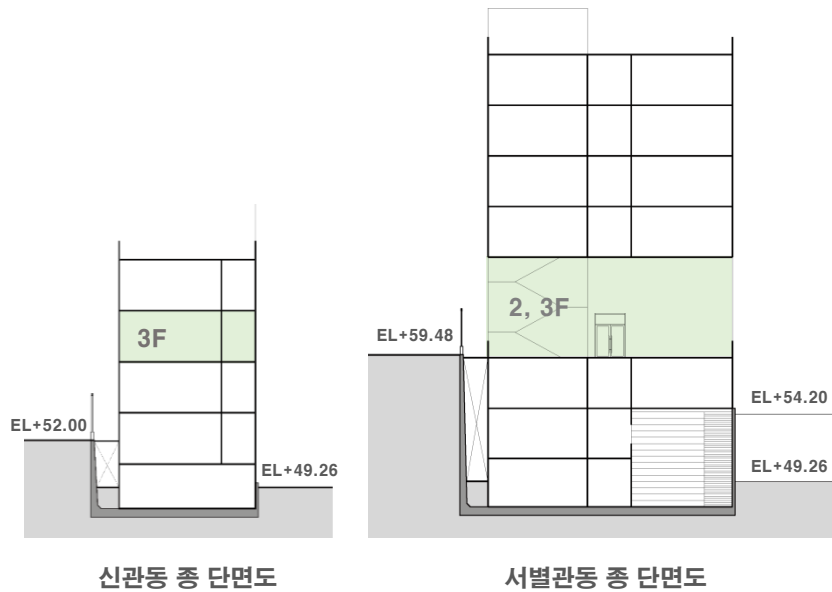 3F
EL+52.00
EL+49.26
신관동 종 단면도
2, 3F
EL+59.48
EL+54.20
EL+49.26
서별관동 종 단면도